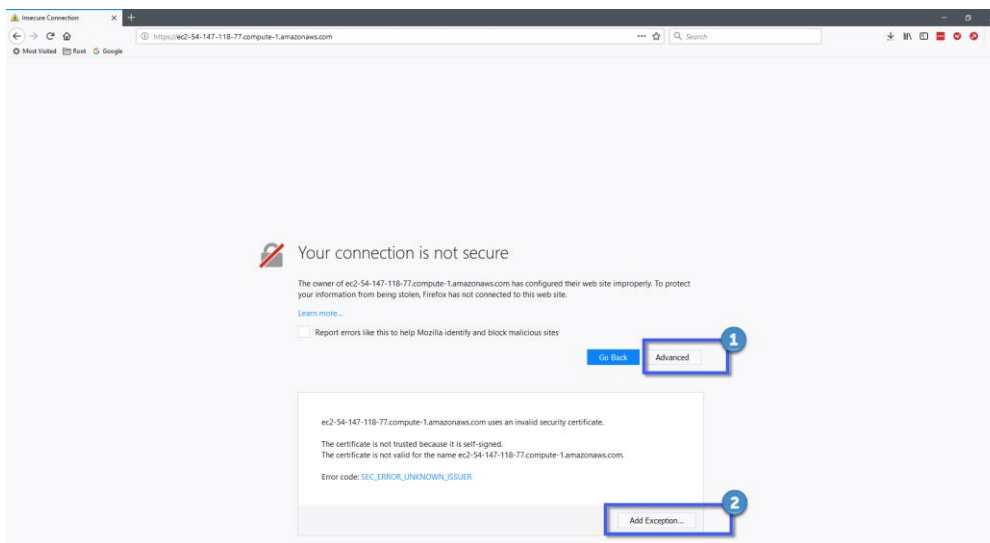 Insecure Connection
https://ec2-54-147-118-77.compute-1.amazonaws.com
Search
Most Visited Root Google
Your connection is not secure
The owner of ec2-54-147-118-77.compute-1.amazonaws.com has configured their web site improperly. To protect
your information from being stolen, Firefox has not connected to this web site.
Learn more...
Report errors like this to help Mozilla identify and block malicious sites
1
Go Back Advanced
ec2-54-147-118-77.compute-1.amazonaws.com uses an invalid security certificate.
The certificate is not trusted because it is self-signed.
The certificate is not valid for the name ec2-54-147-118-77.compute-1.amazonaws.com.
Error code: SEC_ERROR_UNKNOWN_ISSUER
2
Add Exception...